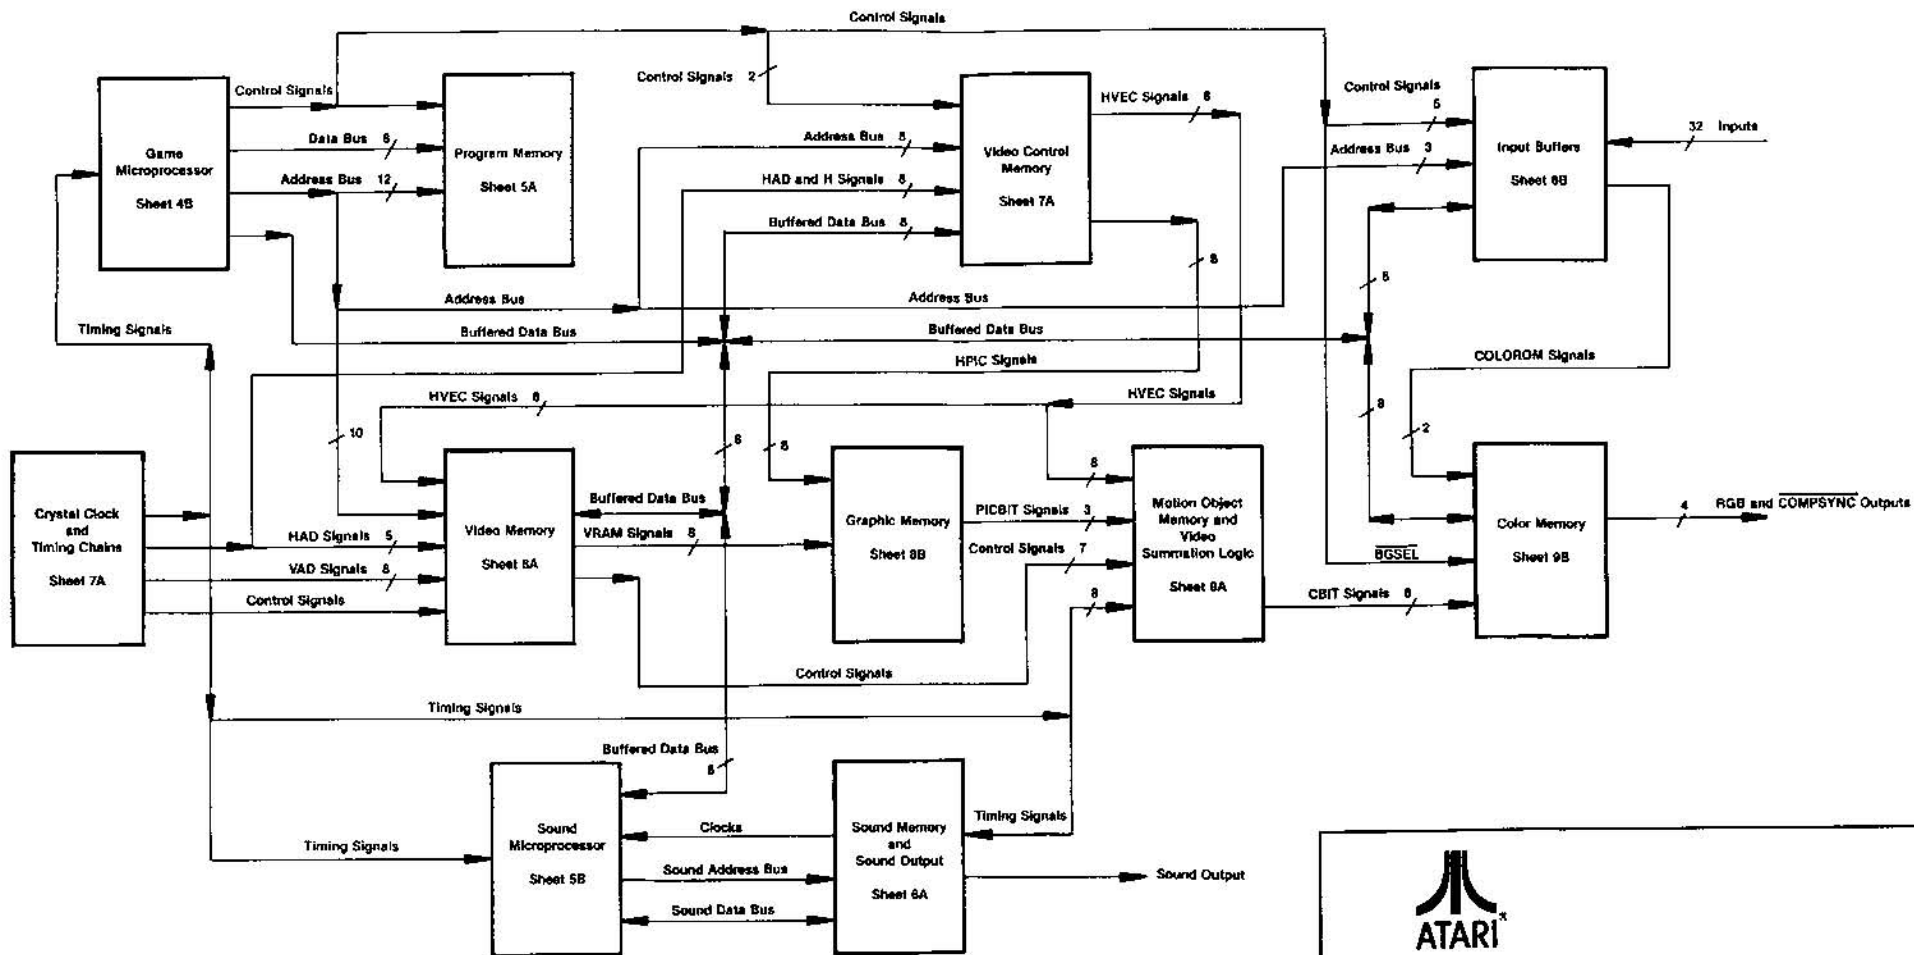 Control Signals
Control Signals
Control Signals 2
HVEC Signals 6
Control Signals
5
32 Inputs
Game
Microprocessor
Sheet 4B
Data Bus
Address Bus 12
Program Memory
Sheet 5A
Address Bus 8
HAD and H Signals 8
Buffered Data Bus 8
Video Control
Memory
Sheet 7A
8
Address Bus 3
Input Buffers
Sheet 6B
Timing Signals
Address Bus
Address Bus
Buffered Data Bus
Buffered Data Bus
HPIC Signals
HVEC Signals
COLOROM Signals
HVEC Signals
10
8
2
Crystal Clock
and
Timing Chains
Sheet 7A
HAD Signals 5
VAD Signals 8
Control Signals
Video Memory
Sheet 8A
Buffered Data Bus
VRAM Signals 8
8
Graphic Memory
Sheet 8B
PICBIT Signals 3
Control Signals 7
8
8
Motion Object
Memory and
Video
Summation Logic
Sheet 9A
BGSEL
CBIT Signals
Color Memory
Sheet 9B
4
RGB and COMPSYNC Outputs
Control Signals
Timing Signals
Buffered Data Bus
8
Timing Signals
Sound
Microprocessor
Sheet 5B
Clocks
Sound Address Bus
Sound Data Bus
Sound Memory
and
Sound Output
Sheet 6A
Timing Signals
Sound Output
ATARI